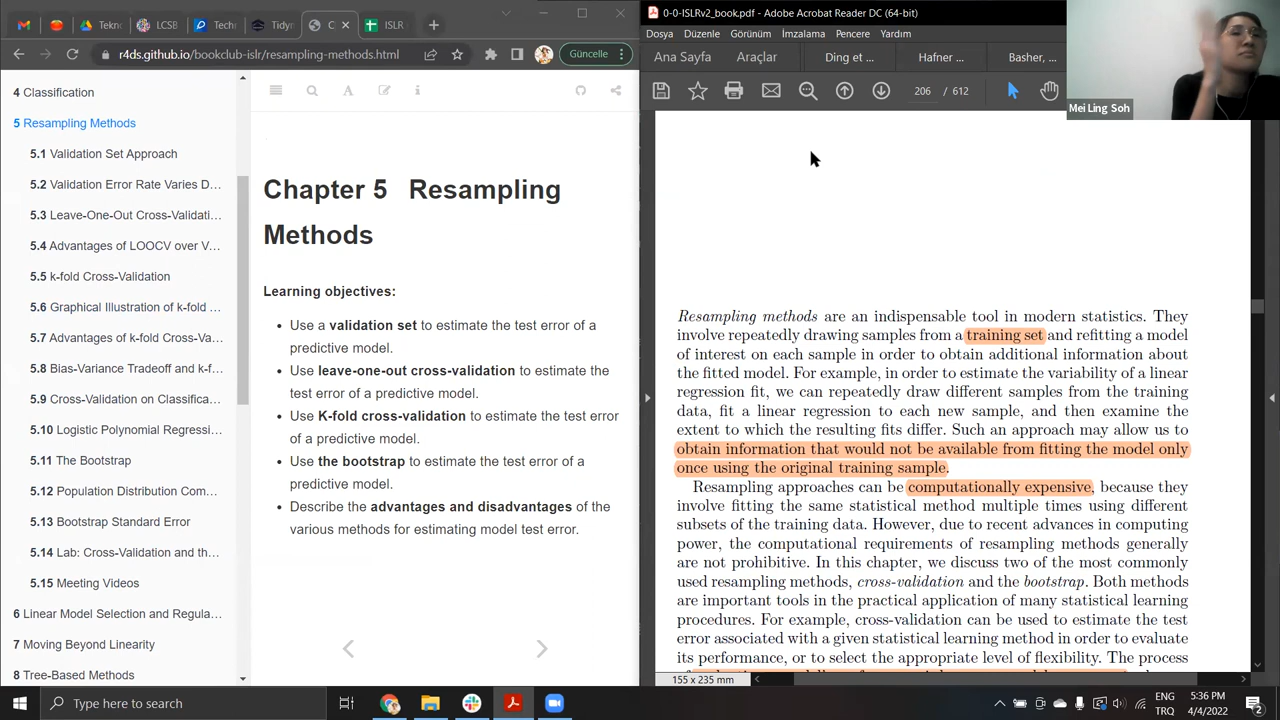 LCSB
Tech
Tidy
C
ISLR
r4ds.github.io/bookclub-islr/resampling-methods.html
Güncelle
4 Classification
5 Resampling Methods
5.1 Validation Set Approach
5.2 Validation Error Rate Varies D...
5.3 Leave-One-Out Cross-Validati...
5.4 Advantages of LOOCV over V...
5.5 k-fold Cross-Validation
5.6 Graphical Illustration of k-fold ...
5.7 Advantages of k-fold Cross-Va...
5.8 Bias-Variance Tradeoff and k-f...
5.9 Cross-Validation on Classifica...
5.10 Logistic Polynomial Regressi...
5.11 The Bootstrap
5.12 Population Distribution Com...
5.13 Bootstrap Standard Error
5.14 Lab: Cross-Validation and th...
5.15 Meeting Videos
6 Linear Model Selection and Regula...
7 Moving Beyond Linearity
8 Tree-Based Methods
Chapter 5 Resampling
Methods
Learning objectives:
• Use a validation set to estimate the test error of a
predictive model.
• Use leave-one-out cross-validation to estimate the
test error of a predictive model.
• Use K-fold cross-validation to estimate the test error
of a predictive model.
• Use the bootstrap to estimate the test error of a
predictive model.
• Describe the advantages and disadvantages of the
various methods for estimating model test error.
0-0-ISLRv2_book.pdf - Adobe Acrobat Reader DC (64-bit)
Dosya Düzenle Görünüm İmzalama Pencere Yardım
Ana Sayfa Araçlar Ding et ... Hafner ... Basher, ...
206 / 612
Mei Ling Soh
Resampling methods are an indispensable tool in modern statistics. They
involve repeatedly drawing samples from a training set and refitting a model
of interest on each sample in order to obtain additional information about
the fitted model. For example, in order to estimate the variability of a linear
regression fit, we can repeatedly draw different samples from the training
data, fit a linear regression to each new sample, and then examine the
extent to which the resulting fits differ. Such an approach may allow us to
obtain information that would not be available from fitting the model only
once using the original training sample.
Resampling approaches can be computationally expensive, because they
involve fitting the same statistical method multiple times using different
subsets of the training data. However, due to recent advances in computing
power, the computational requirements of resampling methods generally
are not prohibitive. In this chapter, we discuss two of the most commonly
used resampling methods, cross-validation and the bootstrap. Both methods
are important tools in the practical application of many statistical learning
procedures. For example, cross-validation can be used to estimate the test
error associated with a given statistical learning method in order to evaluate
its performance, or to select the appropriate level of flexibility. The process
155 x 235 mm
Type here to search
ENG
TRQ
5:36 PM
4/4/2022
2